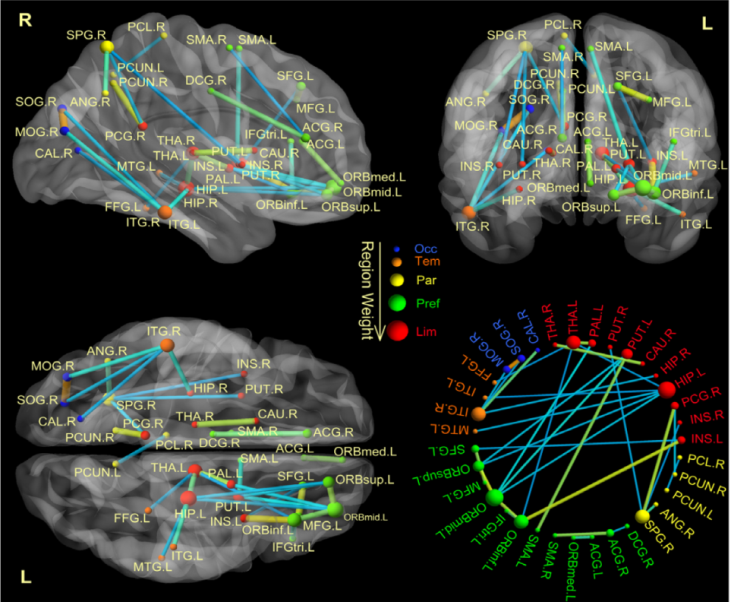 R
PCL.R
SPG.R
SMA.R
SMA.L
PCUN.L
PCUN.R
DCG.R
SFG.L
SOG.R
ANG.R
MFG.L
MOG.R
PCG.R
THA.R
IFGtri.L
ACG.R
ACG.L
CAL.R
THA.L
PUT.L
CAU.R
MTG.L
INS.L
INS.R
PAL.L
PUT.R
ORBmed.L
HIP.L
ORBmid.L
FFG.L
HIP.R
ORBinf.L
ORBsup.L
ITG.R
ITG.L
L
PCL.R
SPG.R
SMA.R
SMA.L
PCUN.R
DCG.R
PCUN.L
SFG.L
ANG.R
SOG.R
MFG.L
MOG.R
PCG.R
ACG.R
ACG.L
IFGtri.L
CAU.R
CAL.R
THA.L
PUT.L
INS.R
THA.R
PAL.L
INS.L
MTG.L
PUT.R
HIP.L
ORBmid.L
HIP.R
ORBmed.L
ORBinf.L
ORBsup.L
ITG.R
FFG.L
ITG.L
Region Weight
Occ
Tem
Par
Pref
Lim
ITG.R
ANG.R
MOG.R
INS.R
HIP.R
PUT.R
SOG.R
SPG.R
CAL.R
PCG.R
THA.R
CAU.R
PCUN.R
PCL.R
DCG.R
SMA.R
ACG.R
PCUN.L
SMA.L
ACG.L
ORBmed.L
THA.L
PAL.L
SFG.L
ORBsup.L
FFG.L
HIP.L
PUT.L
INS.L
ORBinf.L
MFG.L
ORBmid.L
IFGtri.L
MTG.L
ITG.L
L
THA.R
THA.L
PAL.L
PUT.R
PUT.L
CAU.R
HIP.R
HIP.L
PCG.R
INS.R
INS.L
PCL.R
PCUN.R
PCUN.L
ANG.R
SPG.R
DCG.R
ACG.R
ACG.L
ORBmed.L
SMA.R
SMA.L
ORBinf.L
IFGtri.L
ORBmid.L
MFG.L
ORBsup.L
SFG.L
MTG.L
ITG.R
ITG.L
FFG.L
MOG.R
SOG.R
CAL.R